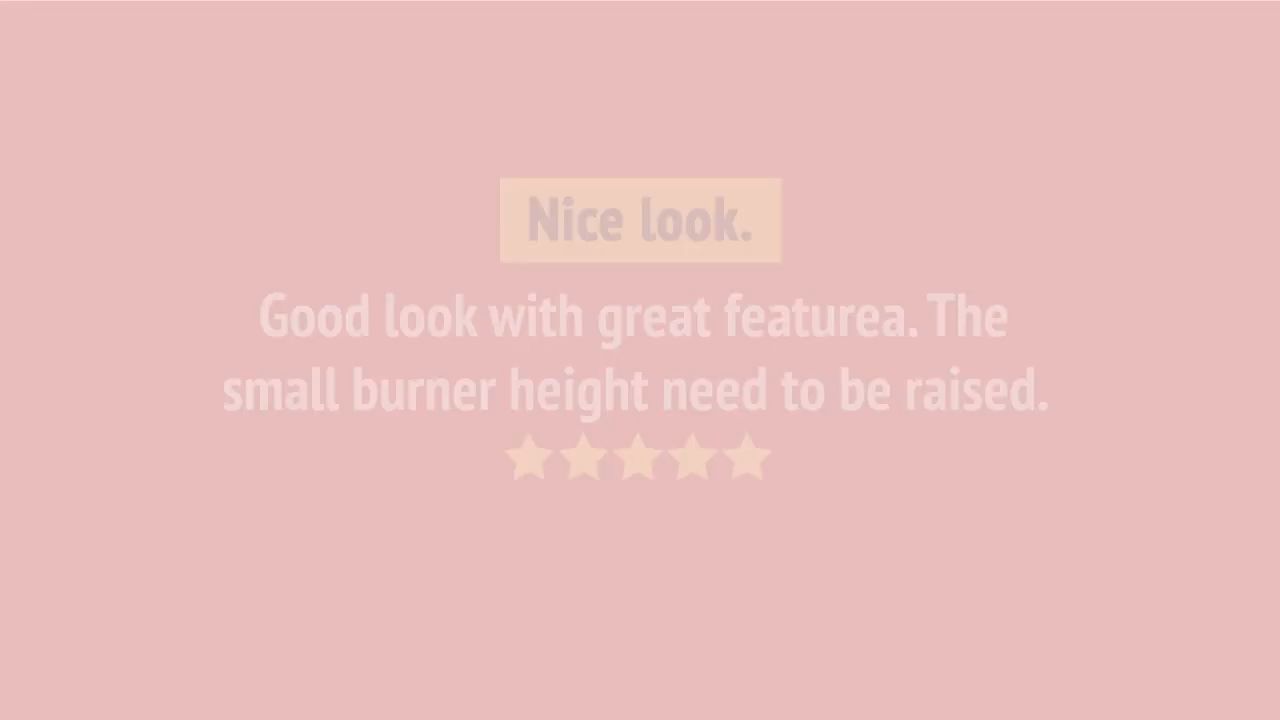 Nice look.
Good look with great featurea. The
small burner height need to be raised.